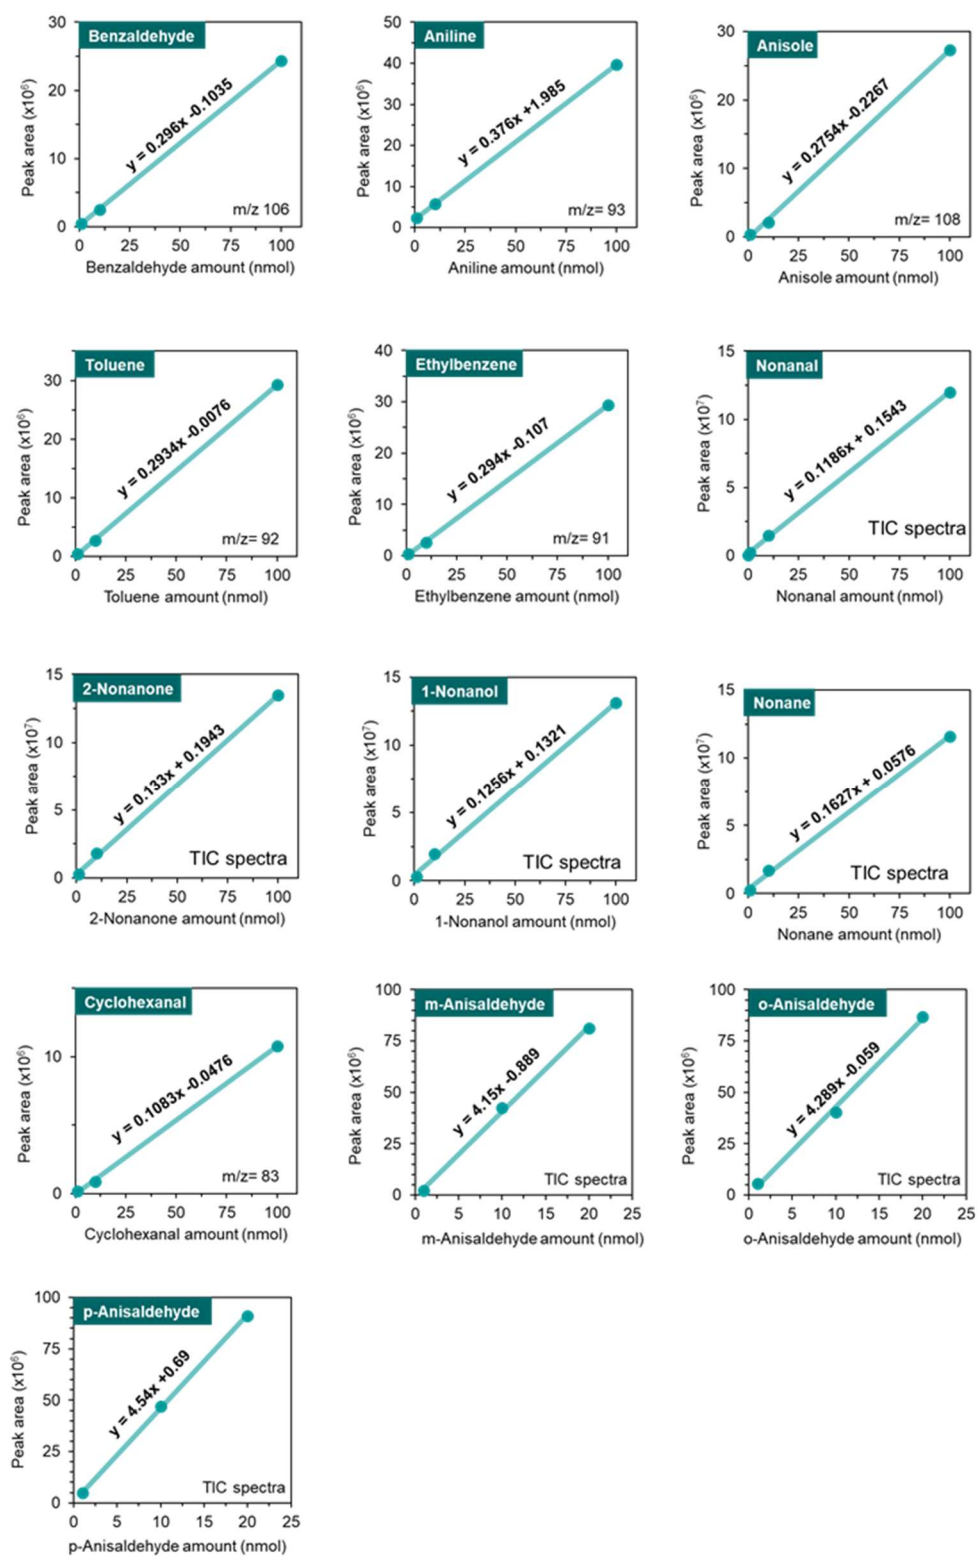 Benzaldehyde
Peak area (x10⁶)
30
20
10
0
y = 0.296x -0.1035
m/z 106
0 25 50 75 100
Benzaldehyde amount (nmol)
Aniline
Peak area (x10⁶)
50
40
30
20
10
0
y = 0.376x +1.985
m/z= 93
0 25 50 75 100
Aniline amount (nmol)
Anisole
Peak area (x10⁶)
30
20
10
0
y = 0.2754x -0.2267
m/z= 108
0 25 50 75 100
Anisole amount (nmol)
Toluene
Peak area (x10⁶)
30
20
10
0
y = 0.2934x -0.0076
m/z= 92
0 25 50 75 100
Toluene amount (nmol)
Ethylbenzene
Peak area (x10⁶)
40
30
20
10
0
y = 0.294x -0.107
m/z= 91
0 25 50 75 100
Ethylbenzene amount (nmol)
Nonanal
Peak area (x10⁷)
15
10
5
0
y = 0.1186x + 0.1543
TIC spectra
0 25 50 75 100
Nonanal amount (nmol)
2-Nonanone
Peak area (x10⁷)
15
10
5
0
y = 0.133x + 0.1943
TIC spectra
0 25 50 75 100
2-Nonanone amount (nmol)
1-Nonanol
Peak area (x10⁷)
15
10
5
0
y = 0.1256x + 0.1321
TIC spectra
0 25 50 75 100
1-Nonanol amount (nmol)
Nonane
Peak area (x10⁷)
15
10
5
0
y = 0.1627x + 0.0576
TIC spectra
0 25 50 75 100
Nonane amount (nmol)
Cyclohexanal
Peak area (x10⁶)
10
0
y = 0.1083x -0.0476
m/z= 83
0 25 50 75 100
Cyclohexanal amount (nmol)
m-Anisaldehyde
Peak area (x10⁶)
100
75
50
25
0
y = 4.15x -0.889
TIC spectra
0 5 10 15 20 25
m-Anisaldehyde amount (nmol)
o-Anisaldehyde
Peak area (x10⁶)
100
75
50
25
0
y = 4.289x -0.059
TIC spectra
0 5 10 15 20 25
o-Anisaldehyde amount (nmol)
p-Anisaldehyde
Peak area (x10⁶)
100
75
50
25
0
y = 4.54x +0.69
TIC spectra
0 5 10 15 20 25
p-Anisaldehyde amount (nmol)